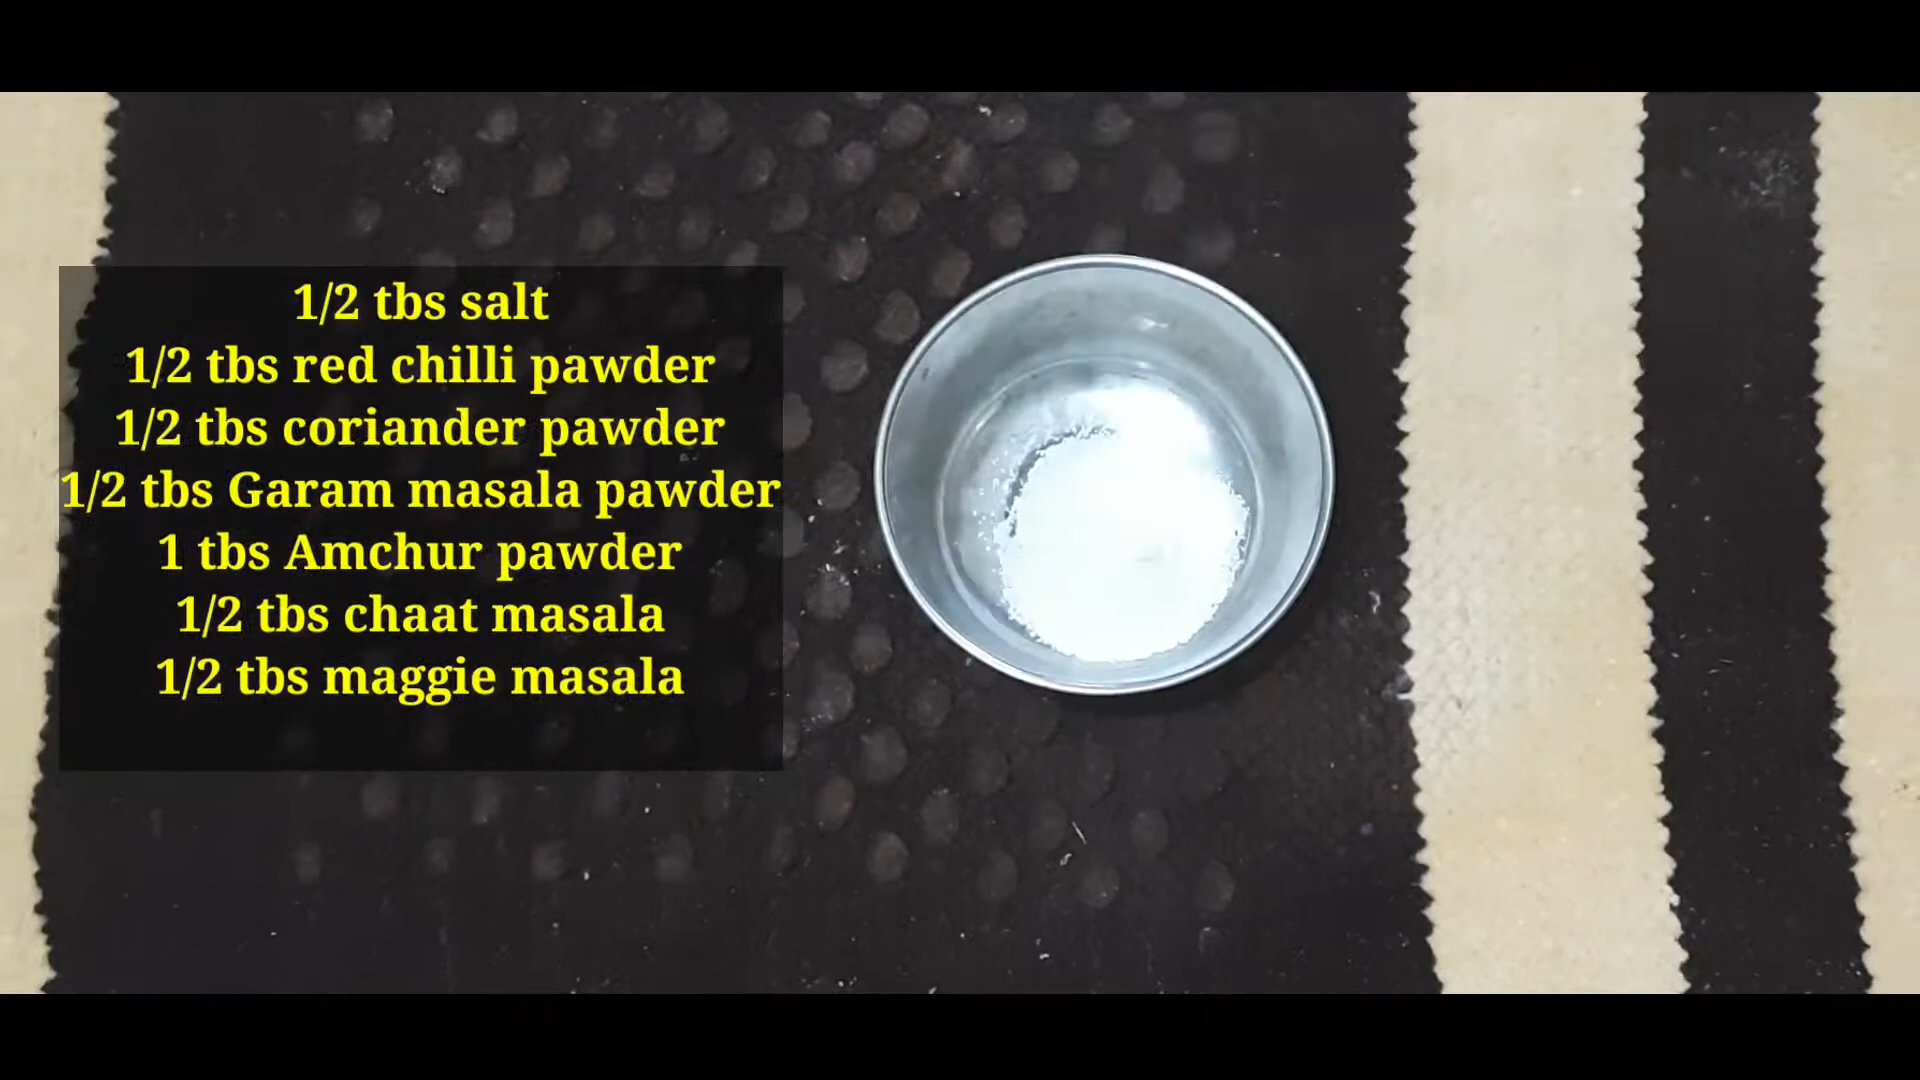 1/2 tbs salt
1/2 tbs red chilli pawder
1/2 tbs coriander pawder
1/2 tbs Garam masala pawder
1 tbs Amchur pawder
1/2 tbs chaat masala
1/2 tbs maggie masala